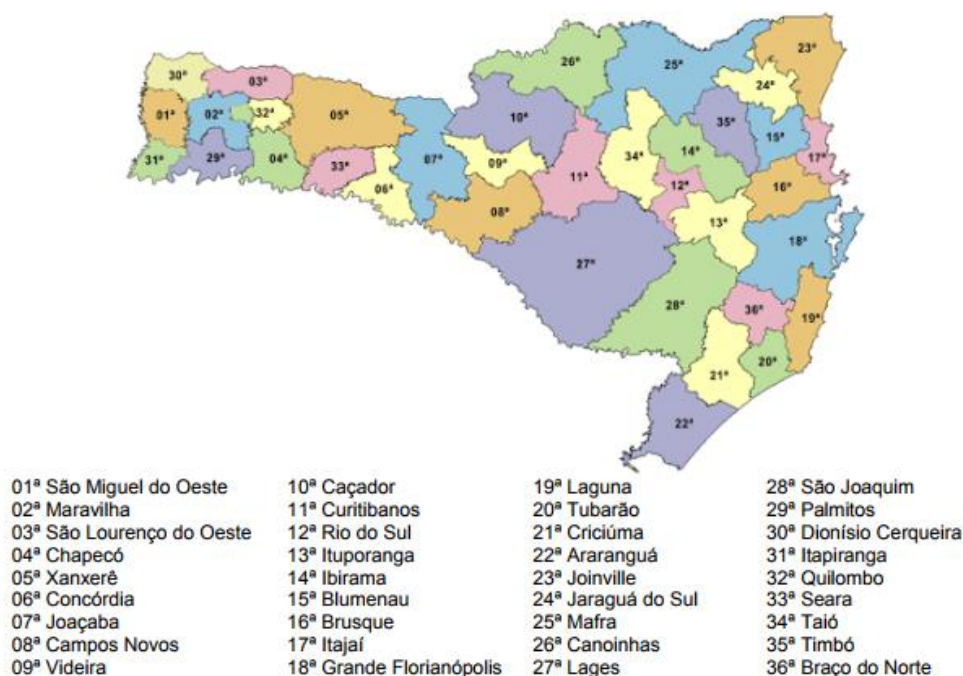 23ª
26ª
25ª
30ª
03ª
24ª
01ª
02ª
32ª
05ª
10ª
35ª
15ª
31ª
29ª
04ª
33ª
07ª
09ª
34ª
14ª
17ª
06ª
11ª
12ª
16ª
08ª
13ª
18ª
27ª
28ª
36ª
19ª
20ª
21ª
22ª
01ª São Miguel do Oeste
02ª Maravilha
03ª São Lourenço do Oeste
04ª Chapecó
05ª Xanxerê
06ª Concórdia
07ª Joaçaba
08ª Campos Novos
09ª Videira
10ª Caçador
11ª Curitibanos
12ª Rio do Sul
13ª Ituporanga
14ª Ibirama
15ª Blumenau
16ª Brusque
17ª Itajaí
18ª Grande Florianópolis
19ª Laguna
20ª Tubarão
21ª Criciúma
22ª Araranguá
23ª Joinville
24ª Jaraguá do Sul
25ª Mafra
26ª Canoinhas
27ª Lages
28ª São Joaquim
29ª Palmitos
30ª Dionísio Cerqueira
31ª Itapiranga
32ª Quilombo
33ª Seara
34ª Taió
35ª Timbó
36ª Braço do Norte